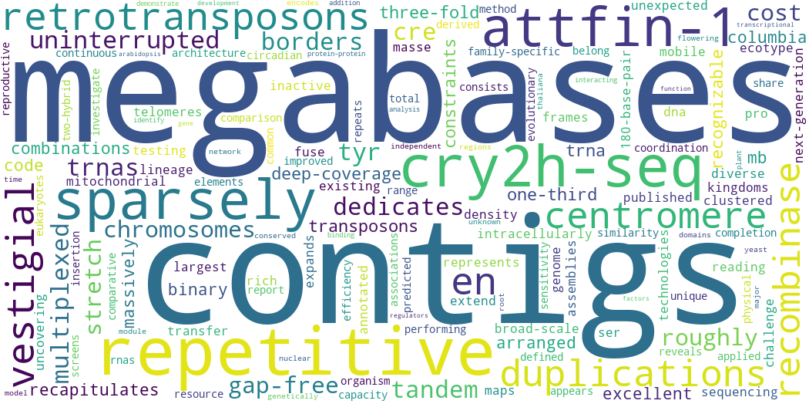 retrotransposons
three-fold
method
attfin-1
unexpected
cost
encodes
addition
demonstrate
development
transcriptional
uninterrupted
borders
cre
derived
columbia
continuous
arabidopsis
architecture
circadian
protein-protein
masse
family-specific
belong
flowering
ecotype
reproductive
megabases
two-hybrid
investigate
inactive
constraints
evolutionary
mobile
recognizable
next-generation
telomeres
comparison
common
repeats
total
analysis
consists
share
thaliana
interacting
frames
180-base-pair
dna
function
pro
identify
gene
network
independent
regions
combinations
testing
fuse
tyr
trna
coordination
mb
code
trnas
lineage
improved
deep-coverage
cry2h-seq
diverse
plant
time
eukaryotes
mitochondrial
elements
existing
range
one-third
published
kingdoms
clustered
sparsely
dedicates
density
centromere
unknown
chromosomes
conserved
binding
transposons
intracellularly
similarity
domains
completion
yeast
vestigial
uncovering
multiplexed
insertion
stretch
comparative
massively
contigs
largest
binary
expands
rich
report
efficiency
annotated
associations
predicted
regulators
en
represents
extend
root
sensitivity
genome
assemblies
technologies
reading
unique
physical
major
challenge
recombinase
screens
rnas
module
transfer
performing
broad-scale
arranged
ser
defined
factors
roughly
reveals
applied
repetitive
nuclear
duplications
model
recapitulates
resource
gap-free
genetically
organism
capacity
tandem
maps
appears
excellent
sequencing